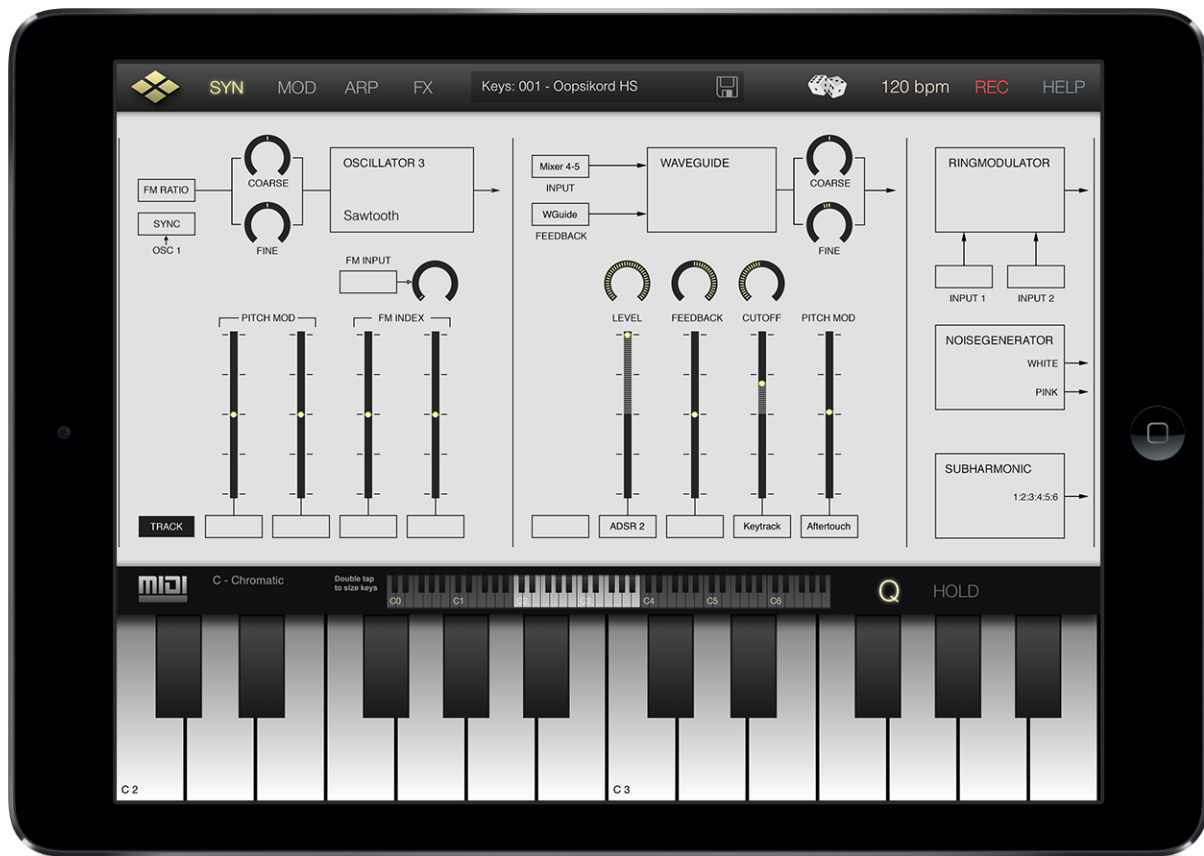 SYN
MOD
ARP
FX
Keys: 001 - Oopsikord HS
120 bpm
REC
HELP
FM RATIO
SYNC
OSC 1
COARSE
FINE
OSCILLATOR 3
Sawtooth
FM INPUT
PITCH MOD
FM INDEX
TRACK
Mixer 4-5
INPUT
WGuide
FEEDBACK
WAVEGUIDE
COARSE
FINE
LEVEL
FEEDBACK
CUTOFF
PITCH MOD
ADSR 2
Keytrack
Aftertouch
RINGMODULATOR
INPUT 1
INPUT 2
NOISEGENERATOR
WHITE
PINK
SUBHARMONIC
1:2:3:4:5:6
MIDI
C - Chromatic
Double tap
to size keys
C0
C1
C2
C3
C4
C5
C6
Q
HOLD
C 2
C 3